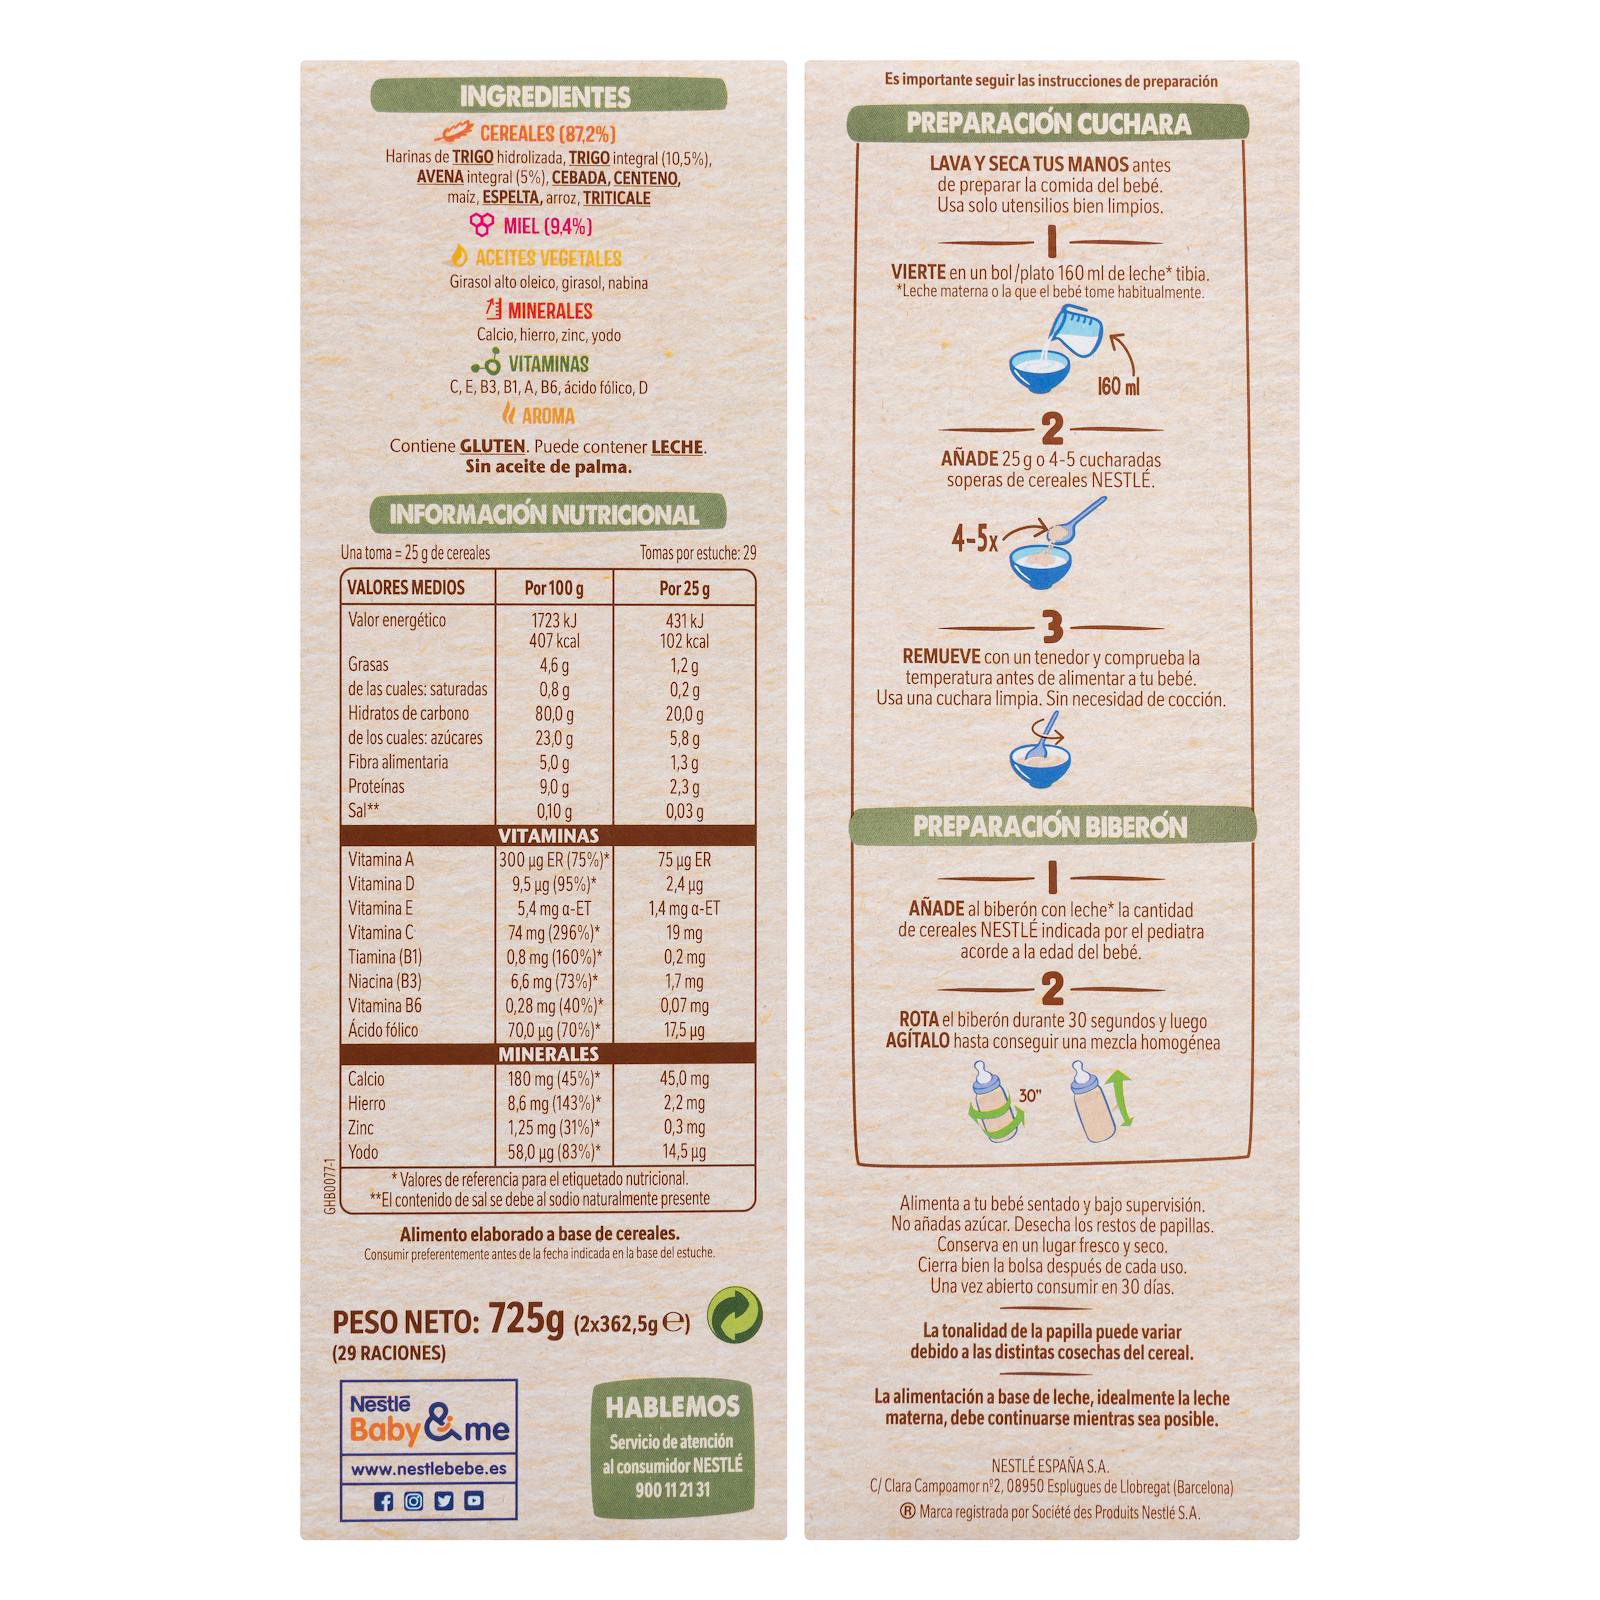 INGREDIENTES
CEREALES (87,2%)
Harinas de TRIGO hidrolizada, TRIGO integral (10,5%),
AVENA integral (5%), CEBADA, CENTENO,
maíz, ESPELTA, arroz, TRITICALE
MIEL (9,4%)
ACEITES VEGETALES
Girasol alto oleico, girasol, nabina
MINERALES
Calcio, hierro, zinc, yodo
VITAMINAS
C, E, B3, B1, A, B6, ácido fólico, D
AROMA
Contiene GLUTEN. Puede contener LECHE.
Sin aceite de palma.
INFORMACIÓN NUTRICIONAL
Una toma = 25 g de cereales Tomas por estuche: 29
VALORES MEDIOS Por 100 g Por 25 g
Valor energético 1723 kJ 431 kJ
407 kcal 102 kcal
Grasas 4,6 g 1,2 g
de las cuales: saturadas 0,8 g 0,2 g
Hidratos de carbono 80,0 g 20,0 g
de los cuales: azúcares 23,0 g 5,8 g
Fibra alimentaria 5,0 g 1,3 g
Proteínas 9,0 g 2,3 g
Sal** 0,10 g 0,03 g
VITAMINAS
Vitamina A 300 µg ER (75%)* 75 µg ER
Vitamina D 9,5 µg (95%)* 2,4 µg
Vitamina E 5,4 mg α-ET 1,4 mg α-ET
Vitamina C 74 mg (296%)* 19 mg
Tiamina (B1) 0,8 mg (160%)* 0,2 mg
Niacina (B3) 6,6 mg (73%)* 1,7 mg
Vitamina B6 0,28 mg (40%)* 0,07 mg
Ácido fólico 70,0 µg (70%)* 17,5 µg
MINERALES
Calcio 180 mg (45%)* 45,0 mg
Hierro 8,6 mg (143%)* 2,2 mg
Zinc 1,25 mg (31%)* 0,3 mg
Yodo 58,0 µg (83%)* 14,5 µg
* Valores de referencia para el etiquetado nutricional.
**El contenido de sal se debe al sodio naturalmente presente
GHB0077-1
Alimento elaborado a base de cereales.
Consumir preferentemente antes de la fecha indicada en la base del estuche.
PESO NETO: 725g (2x362,5g ℮)
(29 RACIONES)
Nestlé
Baby & me
www.nestlebebe.es
HABLEMOS
Servicio de atención
al consumidor NESTLÉ
900 11 21 31
Es importante seguir las instrucciones de preparación
PREPARACIÓN CUCHARA
LAVA Y SECA TUS MANOS antes
de preparar la comida del bebé.
Usa solo utensilios bien limpios.
1
VIERTE en un bol/plato 160 ml de leche* tibia.
*Leche materna o la que el bebé tome habitualmente.
160 ml
2
AÑADE 25 g o 4-5 cucharadas
soperas de cereales NESTLÉ.
4-5x
3
REMUEVE con un tenedor y comprueba la
temperatura antes de alimentar a tu bebé.
Usa una cuchara limpia. Sin necesidad de cocción.
PREPARACIÓN BIBERÓN
1
AÑADE al biberón con leche* la cantidad
de cereales NESTLÉ indicada por el pediatra
acorde a la edad del bebé.
2
ROTA el biberón durante 30 segundos y luego
AGÍTALO hasta conseguir una mezcla homogénea
30"
Alimenta a tu bebé sentado y bajo supervisión.
No añadas azúcar. Desecha los restos de papillas.
Conserva en un lugar fresco y seco.
Cierra bien la bolsa después de cada uso.
Una vez abierto consumir en 30 días.
La tonalidad de la papilla puede variar
debido a las distintas cosechas del cereal.
La alimentación a base de leche, idealmente la leche
materna, debe continuarse mientras sea posible.
NESTLÉ ESPAÑA S.A.
C/ Clara Campoamor nº2, 08950 Esplugues de Llobregat (Barcelona)
® Marca registrada por Société des Produits Nestlé S.A.